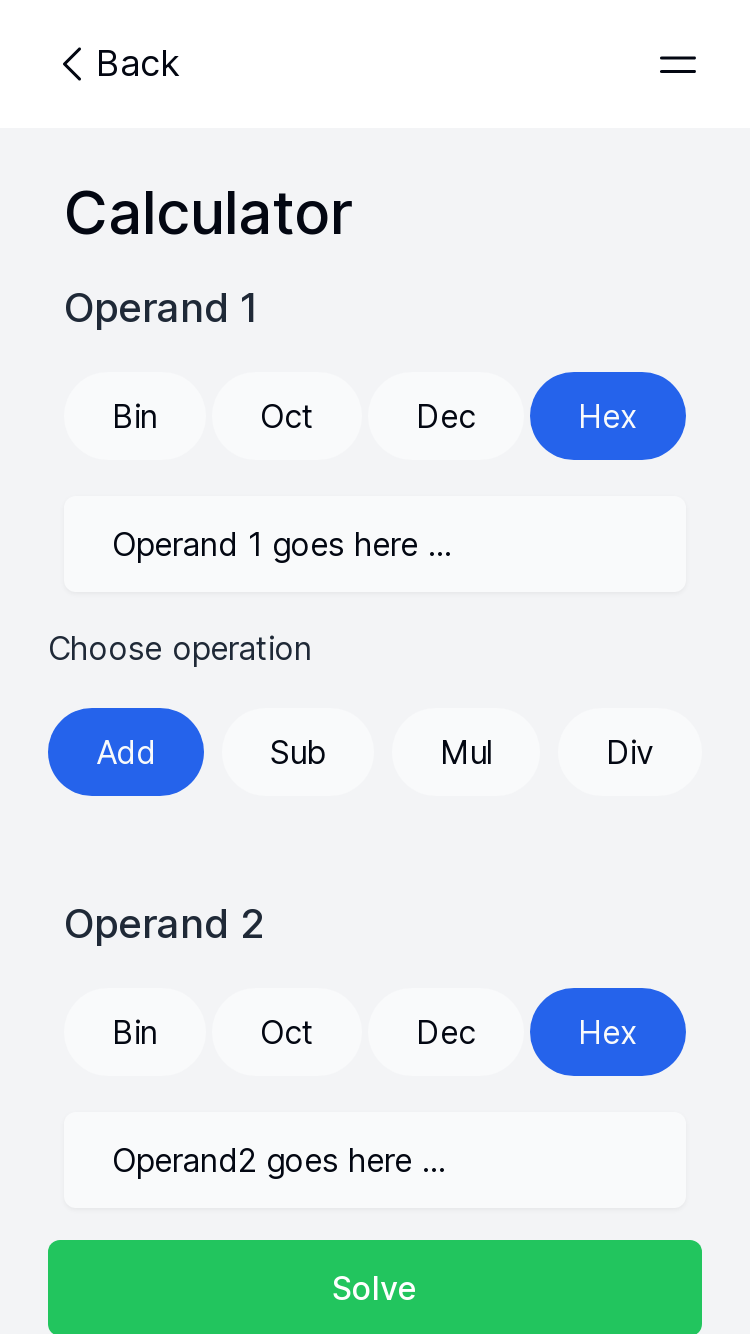 Back
Calculator
Operand 1
Bin Oct Dec Hex
Operand 1 goes here ...
Choose operation
Add Sub Mul Div
Operand 2
Bin Oct Dec Hex
Operand2 goes here ...
Solve